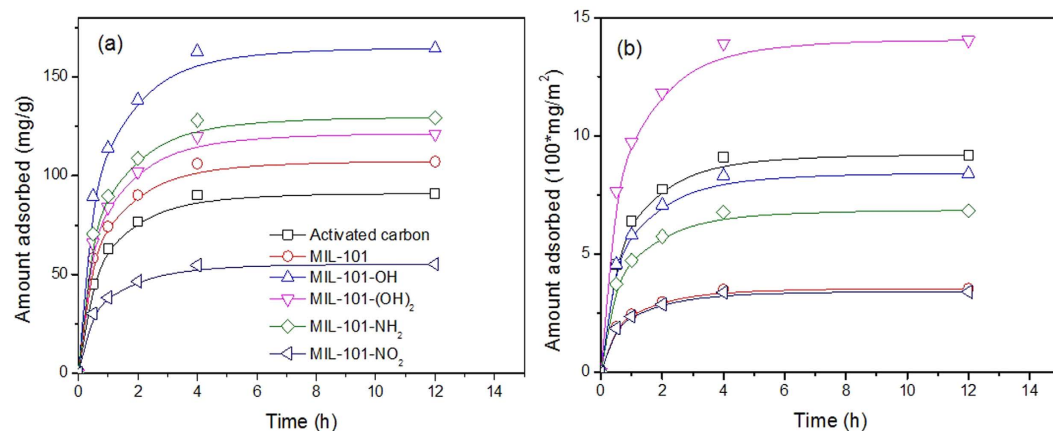 (a)
Amount adsorbed (mg/g)
150
100
50
0
Activated carbon
MIL-101
MIL-101-OH
MIL-101-(OH)₂
MIL-101-NH₂
MIL-101-NO₂
0 2 4 6 8 10 12 14
Time (h)
(b)
Amount adsorbed (100*mg/m²)
15
10
5
0
0 2 4 6 8 10 12 14
Time (h)